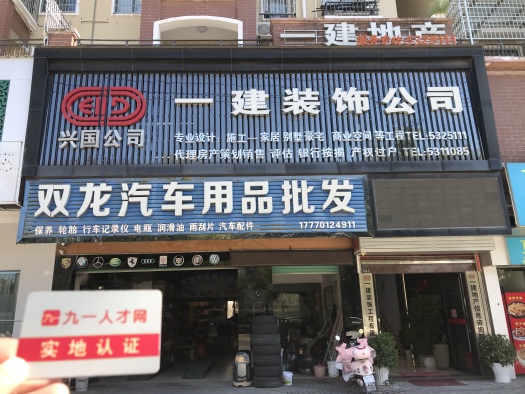 一建地产
一建装饰公司
兴国公司
专业设计 施工一家居 别墅豪宅 商业空间 等工程TEL:5325111
代理房产策划销售 评估 银行按揭 产权过户 TEL:5311085
双龙汽车用品批发
保养 轮胎 行车记录仪 电瓶 润滑油 雨刮片 汽车配件
17770124911
九一人才网
实地认证